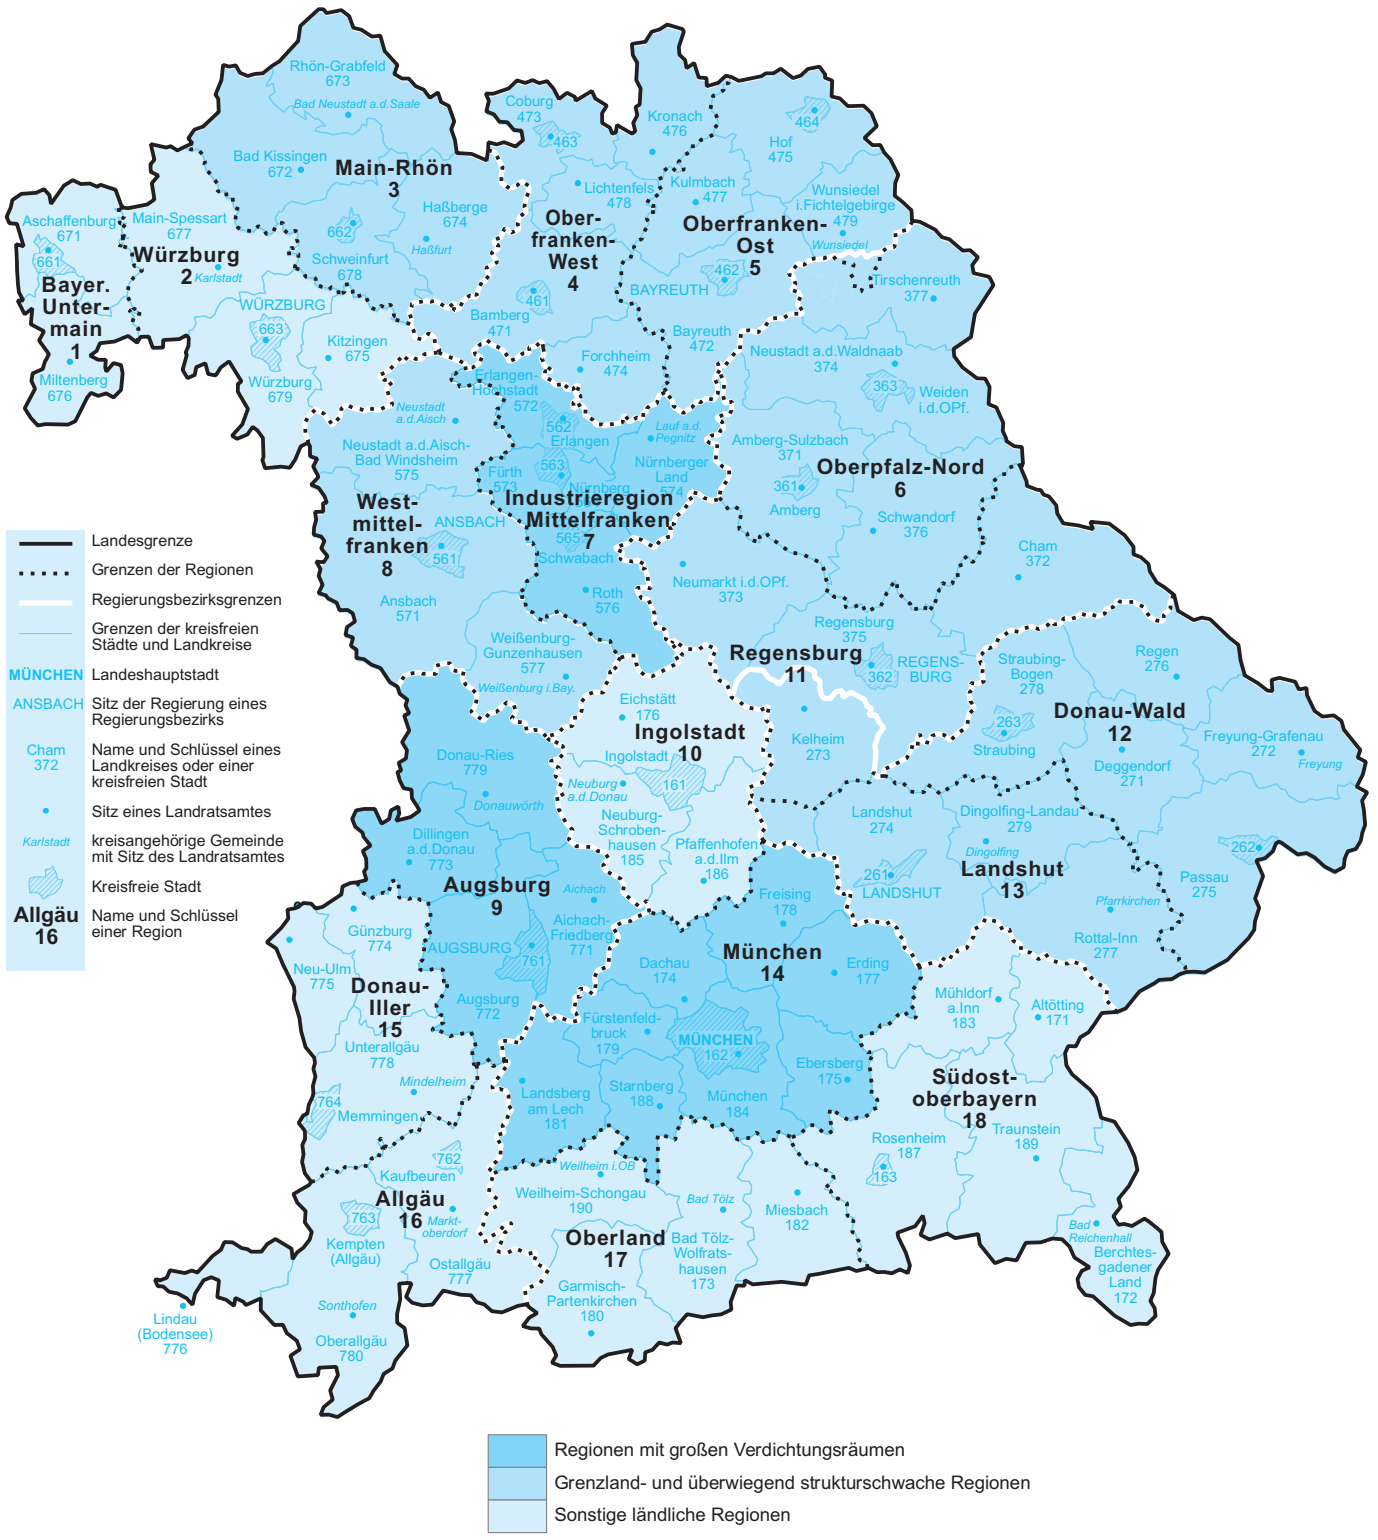 Rhön-Grabfeld
673
Bad Neustadt a.d.Saale
Bad Kissingen
672
Main-Rhön
3
Haßberge
674
Haßfurt
662
Schweinfurt
678
Coburg
473
463
Kronach
476
Lichtenfels
478
Ober-
franken-
West
4
461
Bamberg
471
Forchheim
474
464
Hof
475
Kulmbach
477
Wunsiedel
i.Fichtelgebirge
479
Wunsiedel
Oberfranken-
Ost
5
462
BAYREUTH
Bayreuth
472
Aschaffenburg
671
661
Bayer.
Unter-
main
1
Miltenberg
676
Main-Spessart
677
Würzburg
2
Karlstadt
WÜRZBURG
663
Kitzingen
675
Würzburg
679
Tirschenreuth
377
Neustadt a.d.Waldnaab
374
363
Weiden
i.d.OPf.
Amberg-Sulzbach
371
Oberpfalz-Nord
6
361
Amberg
Schwandorf
376
Erlangen-
Höchstadt
572
562
Erlangen
Lauf a.d.
Pegnitz
Nürnberger
Land
574
Fürth
573
563
Nürnberg
Industrieregion
Mittelfranken
7
565
Schwabach
Roth
576
Neustadt
a.d.Aisch
Neustadt a.d.Aisch-
Bad Windsheim
575
West-
mittel-
franken
8
ANSBACH
561
Ansbach
571
Weißenburg-
Gunzenhausen
577
Weißenburg i.Bay.
Neumarkt i.d.OPf.
373
Cham
372
Regensburg
375
Regensburg
11
362
REGENS-
BURG
Kelheim
273
Straubing-
Bogen
278
263
Straubing
Regen
276
Donau-Wald
12
Deggendorf
271
Freyung-Grafenau
272
Freyung
262
Passau
275
Eichstätt
176
Ingolstadt
10
Ingolstadt
161
Neuburg
a.d.Donau
Neuburg-
Schroben-
hausen
185
Pfaffenhofen
a.d.Ilm
186
Donau-Ries
779
Donauwörth
Dillingen
a.d.Donau
773
Augsburg
9
Aichach
Aichach-
Friedberg
771
AUGSBURG
761
Augsburg
772
Landshut
274
261
LANDSHUT
Dingolfing-Landau
279
Dingolfing
Landshut
13
Pfarrkirchen
Rottal-Inn
277
Freising
178
München
14
Erding
177
Dachau
174
Fürstenfeld-
bruck
179
MÜNCHEN
162
Ebersberg
175
Landsberg
am Lech
181
Starnberg
188
München
184
Günzburg
774
Neu-Ulm
775
Donau-
Iller
15
Unterallgäu
778
Mindelheim
764
Memmingen
Mühldorf
a.Inn
183
Altötting
171
Südost-
oberbayern
18
Rosenheim
187
163
Traunstein
189
Bad
Reichenhall
Berchtes-
gadener
Land
172
762
Kaufbeuren
Allgäu
16
763
Kempten
(Allgäu)
Markt-
oberdorf
Ostallgäu
777
Sonthofen
Oberallgäu
780
Lindau
(Bodensee)
776
Weilheim i.OB
Weilheim-Schongau
190
Oberland
17
Garmisch-
Partenkirchen
180
Bad Tölz
Bad Tölz-
Wolfrats-
hausen
173
Miesbach
182
Landesgrenze
Grenzen der Regionen
Regierungsbezirksgrenzen
Grenzen der kreisfreien
Städte und Landkreise
MÜNCHEN Landeshauptstadt
ANSBACH Sitz der Regierung eines
Regierungsbezirks
Cham
372
Name und Schlüssel eines
Landkreises oder einer
kreisfreien Stadt
Sitz eines Landratsamtes
Karlstadt kreisangehörige Gemeinde
mit Sitz des Landratsamtes
Kreisfreie Stadt
Allgäu
16
Name und Schlüssel
einer Region
Regionen mit großen Verdichtungsräumen
Grenzland- und überwiegend strukturschwache Regionen
Sonstige ländliche Regionen